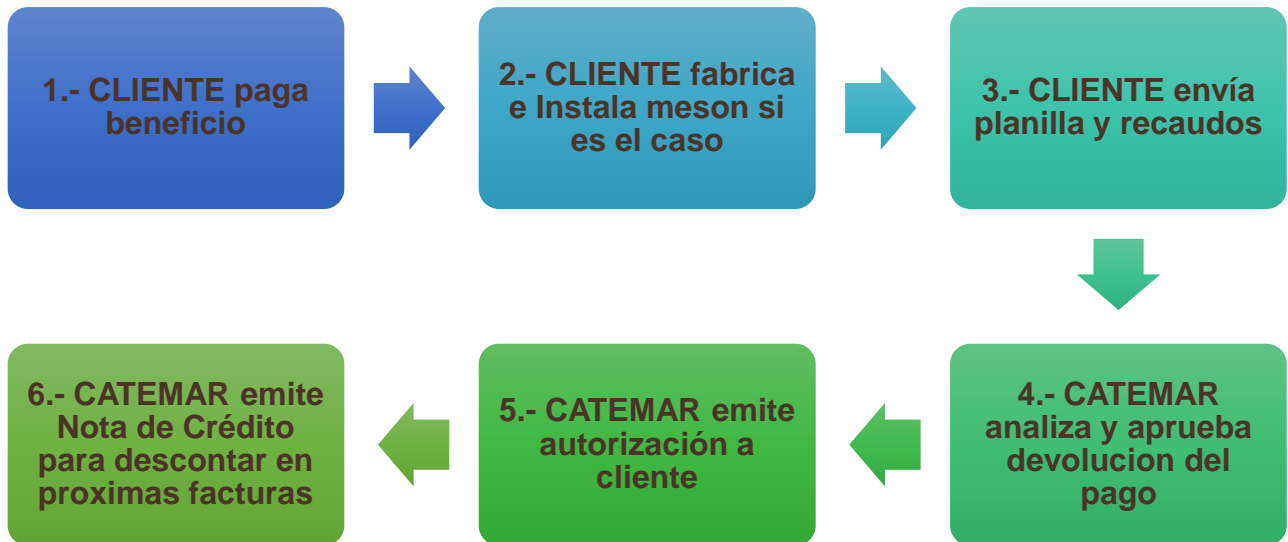 1.- CLIENTE paga
beneficio
2.- CLIENTE fabrica
e Instala meson si
es el caso
3.- CLIENTE envía
planilla y recaudos
4.- CATEMAR
analiza y aprueba
devolucion del
pago
5.- CATEMAR emite
autorización a
cliente
6.- CATEMAR emite
Nota de Crédito
para descontar en
proximas facturas